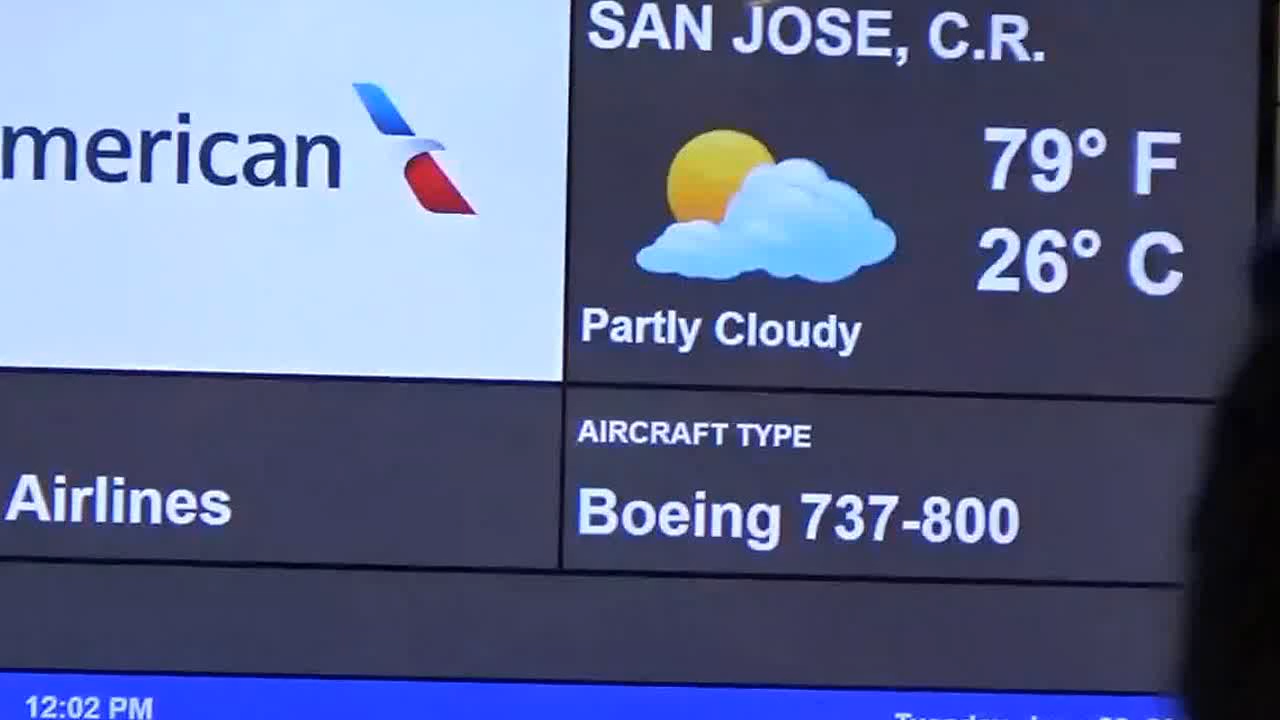 merican
SAN JOSE, C.R.
79° F
26° C
Partly Cloudy
AIRCRAFT TYPE
Airlines
Boeing 737-800
12:02 PM